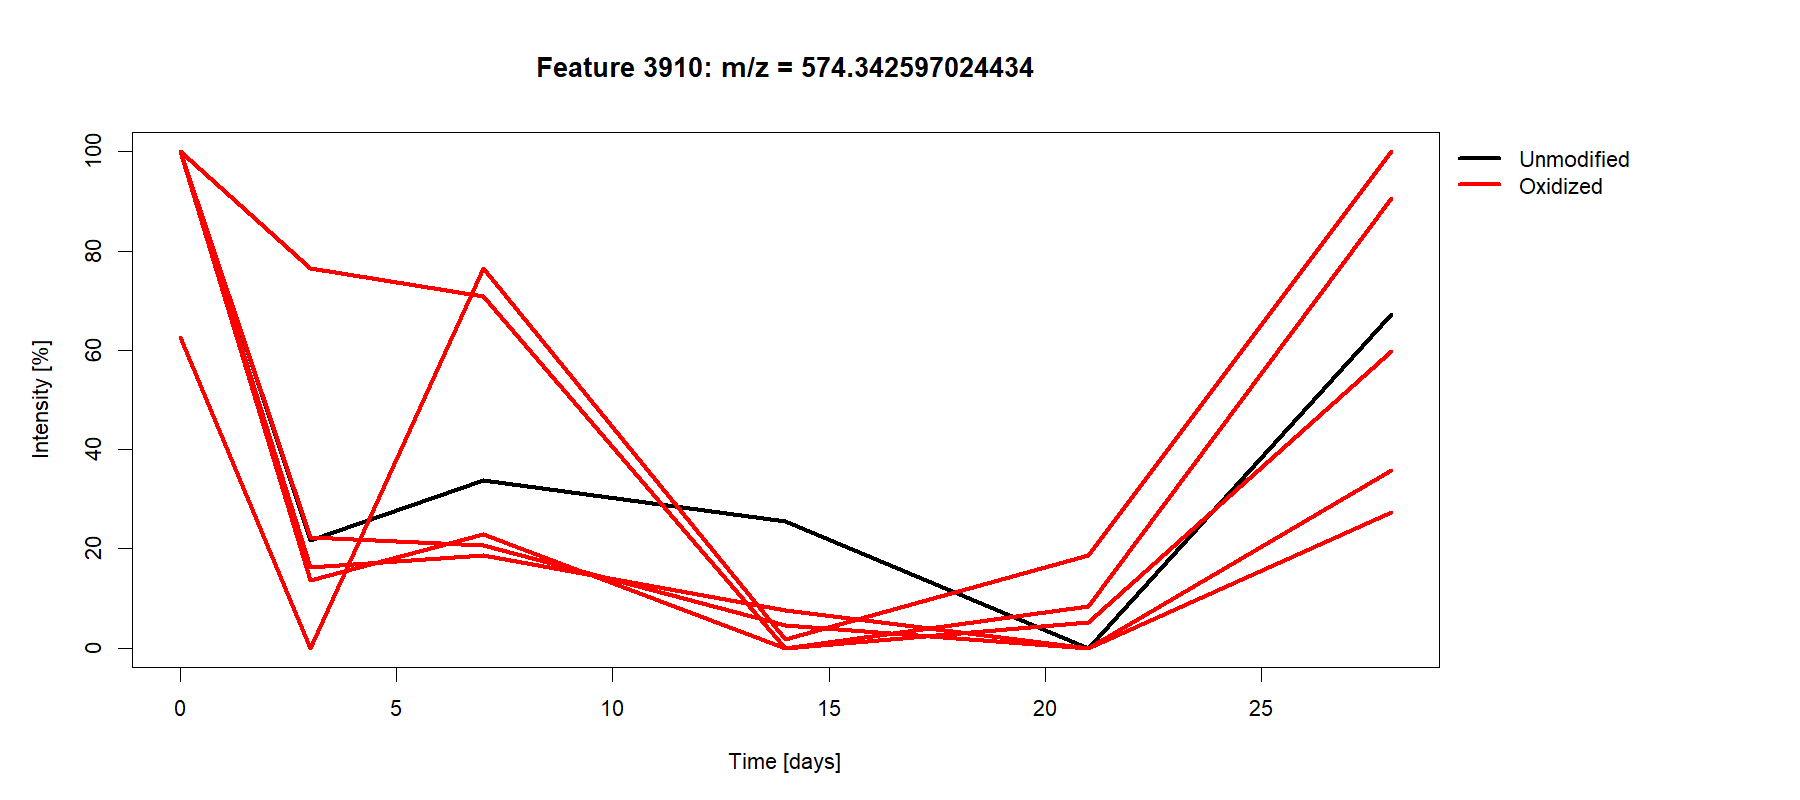 Feature 3910: m/z = 574.342597024434
Unmodified
Oxidized
100
80
60
40
20
0
Intensity [%]
0 5 10 15 20 25
Time [days]